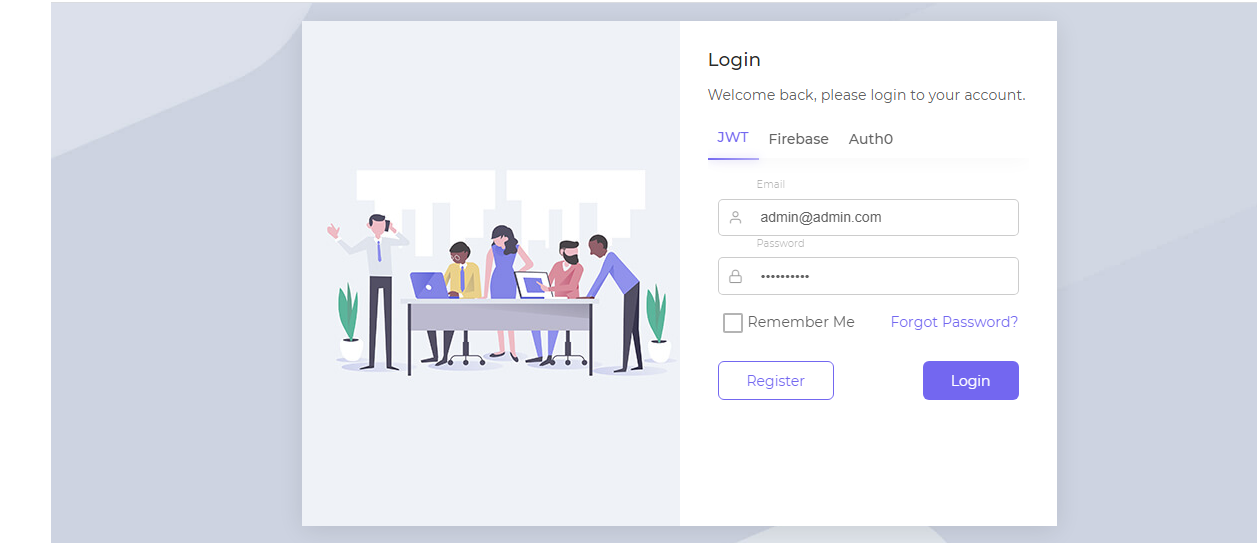 Login
Welcome back, please login to your account.
JWT Firebase Auth0
Email
admin@admin.com
Password
••••••••••
Remember Me Forgot Password?
Register Login